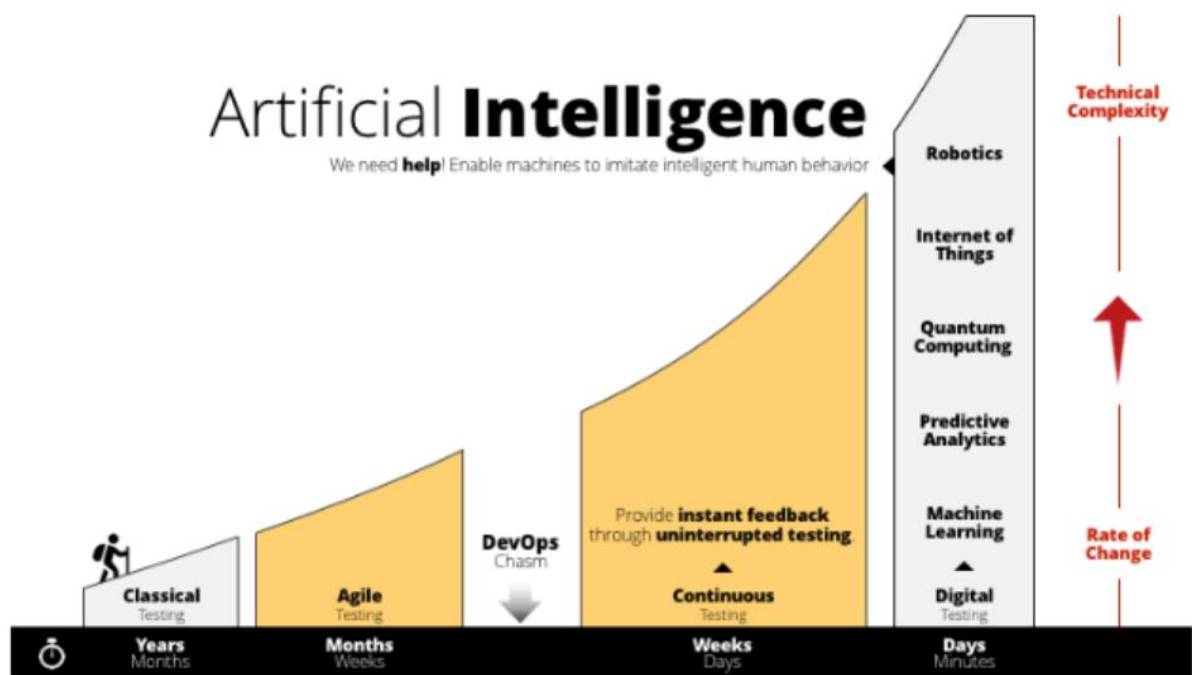 Artificial Intelligence
We need help! Enable machines to imitate intelligent human behavior
Technical
Complexity
Robotics
Internet of
Things
Quantum
Computing
Predictive
Analytics
Machine
Learning
Rate of
Change
Provide instant feedback
through uninterrupted testing
DevOps
Chasm
Classical
Testing
Agile
Testing
Continuous
Testing
Digital
Testing
Years
Months
Months
Weeks
Weeks
Days
Days
Minutes